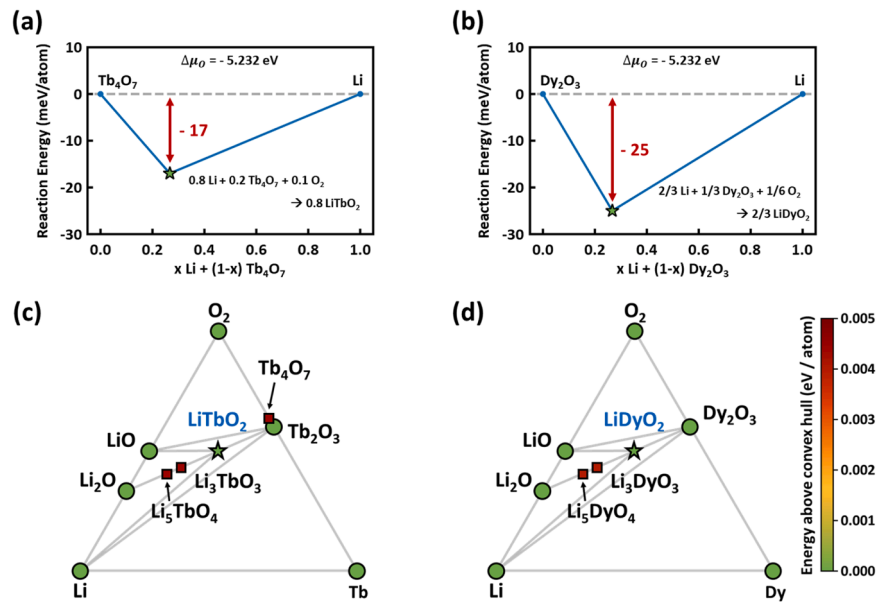 (a)
Δμ_O = - 5.232 eV
Tb₄O₇
Li
- 17
0.8 Li + 0.2 Tb₄O₇ + 0.1 O₂
→ 0.8 LiTbO₂
Reaction Energy (meV/atom)
10
0
-10
-20
-30
0.0 0.2 0.4 0.6 0.8 1.0
x Li + (1-x) Tb₄O₇
(b)
Δμ_O = - 5.232 eV
Dy₂O₃
Li
- 25
2/3 Li + 1/3 Dy₂O₃ + 1/6 O₂
→ 2/3 LiDyO₂
Reaction Energy (meV/atom)
10
0
-10
-20
-30
0.0 0.2 0.4 0.6 0.8 1.0
x Li + (1-x) Dy₂O₃
(c)
O₂
Tb₄O₇
LiTbO₂
Tb₂O₃
LiO
Li₂O
Li₃TbO₃
Li₅TbO₄
Li
Tb
(d)
O₂
LiDyO₂
Dy₂O₃
LiO
Li₂O
Li₃DyO₃
Li₅DyO₄
Li
Dy
Energy above convex hull (eV / atom)
0.005
0.004
0.003
0.002
0.001
0.000